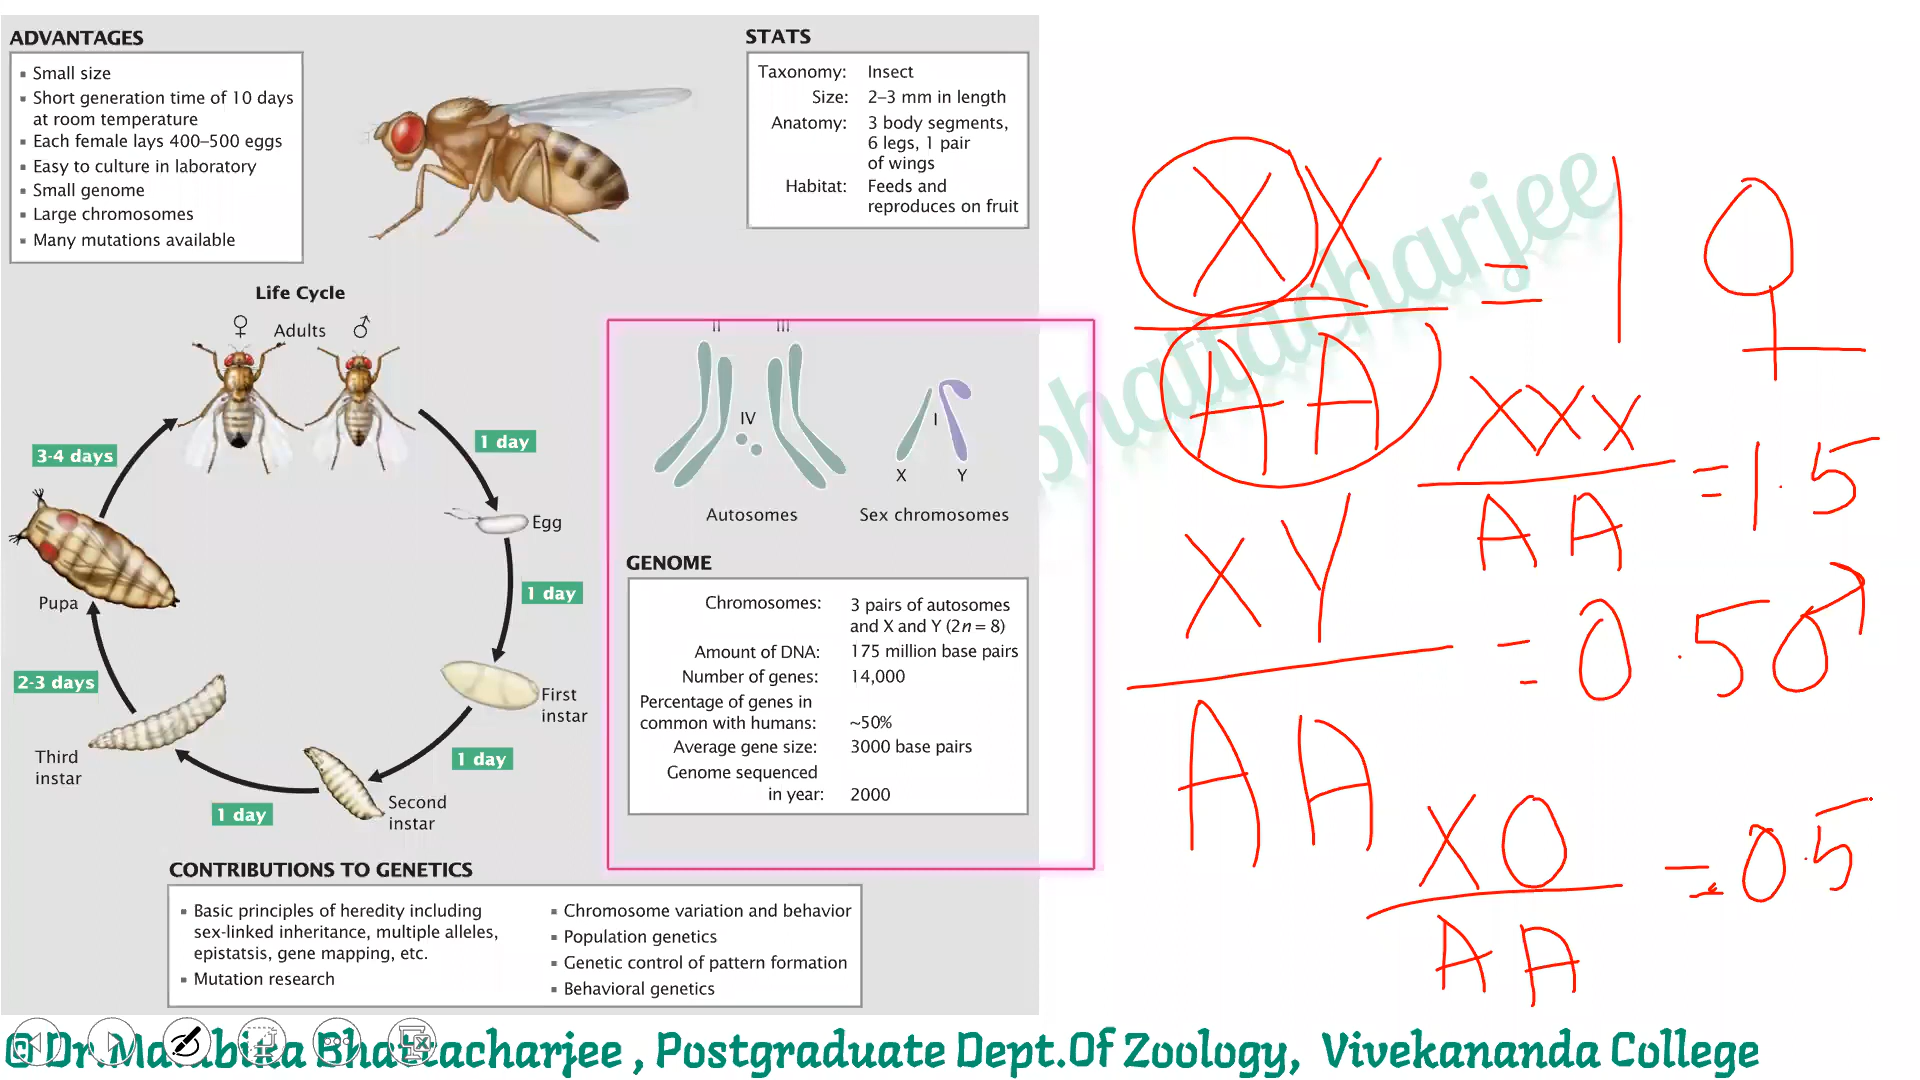 ADVANTAGES
▪ Small size
▪ Short generation time of 10 days
at room temperature
▪ Each female lays 400–500 eggs
▪ Easy to culture in laboratory
▪ Small genome
▪ Large chromosomes
▪ Many mutations available
STATS
Taxonomy: Insect
Size: 2–3 mm in length
Anatomy: 3 body segments,
6 legs, 1 pair
of wings
Habitat: Feeds and
reproduces on fruit
Life Cycle
♀ Adults ♂
1 day
Egg
1 day
First
instar
1 day
Second
instar
1 day
Third
instar
2-3 days
Pupa
3-4 days
II III
IV
I
X Y
Autosomes Sex chromosomes
GENOME
Chromosomes: 3 pairs of autosomes
and X and Y (2n = 8)
Amount of DNA: 175 million base pairs
Number of genes: 14,000
Percentage of genes in
common with humans: ~50%
Average gene size: 3000 base pairs
Genome sequenced
in year: 2000
CONTRIBUTIONS TO GENETICS
▪ Basic principles of heredity including
sex-linked inheritance, multiple alleles,
epistatsis, gene mapping, etc.
▪ Mutation research
▪ Chromosome variation and behavior
▪ Population genetics
▪ Genetic control of pattern formation
▪ Behavioral genetics
bhattacharjee
XX
= 1 ♀
AA
XXX
= 1.5
AA
XY
= 0.5 ♂
AA
XO
= 0.5
AA
@Dr. Bhattacharjee , Postgraduate Dept.Of Zoology, Vivekananda College